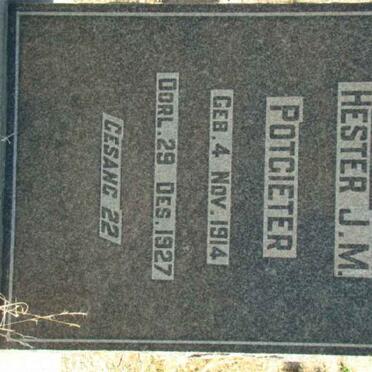 HESTER J.M.
POTGIETER
GEB. 4 NOV. 1914
OORL. 29 DES. 1927
GESANG 22